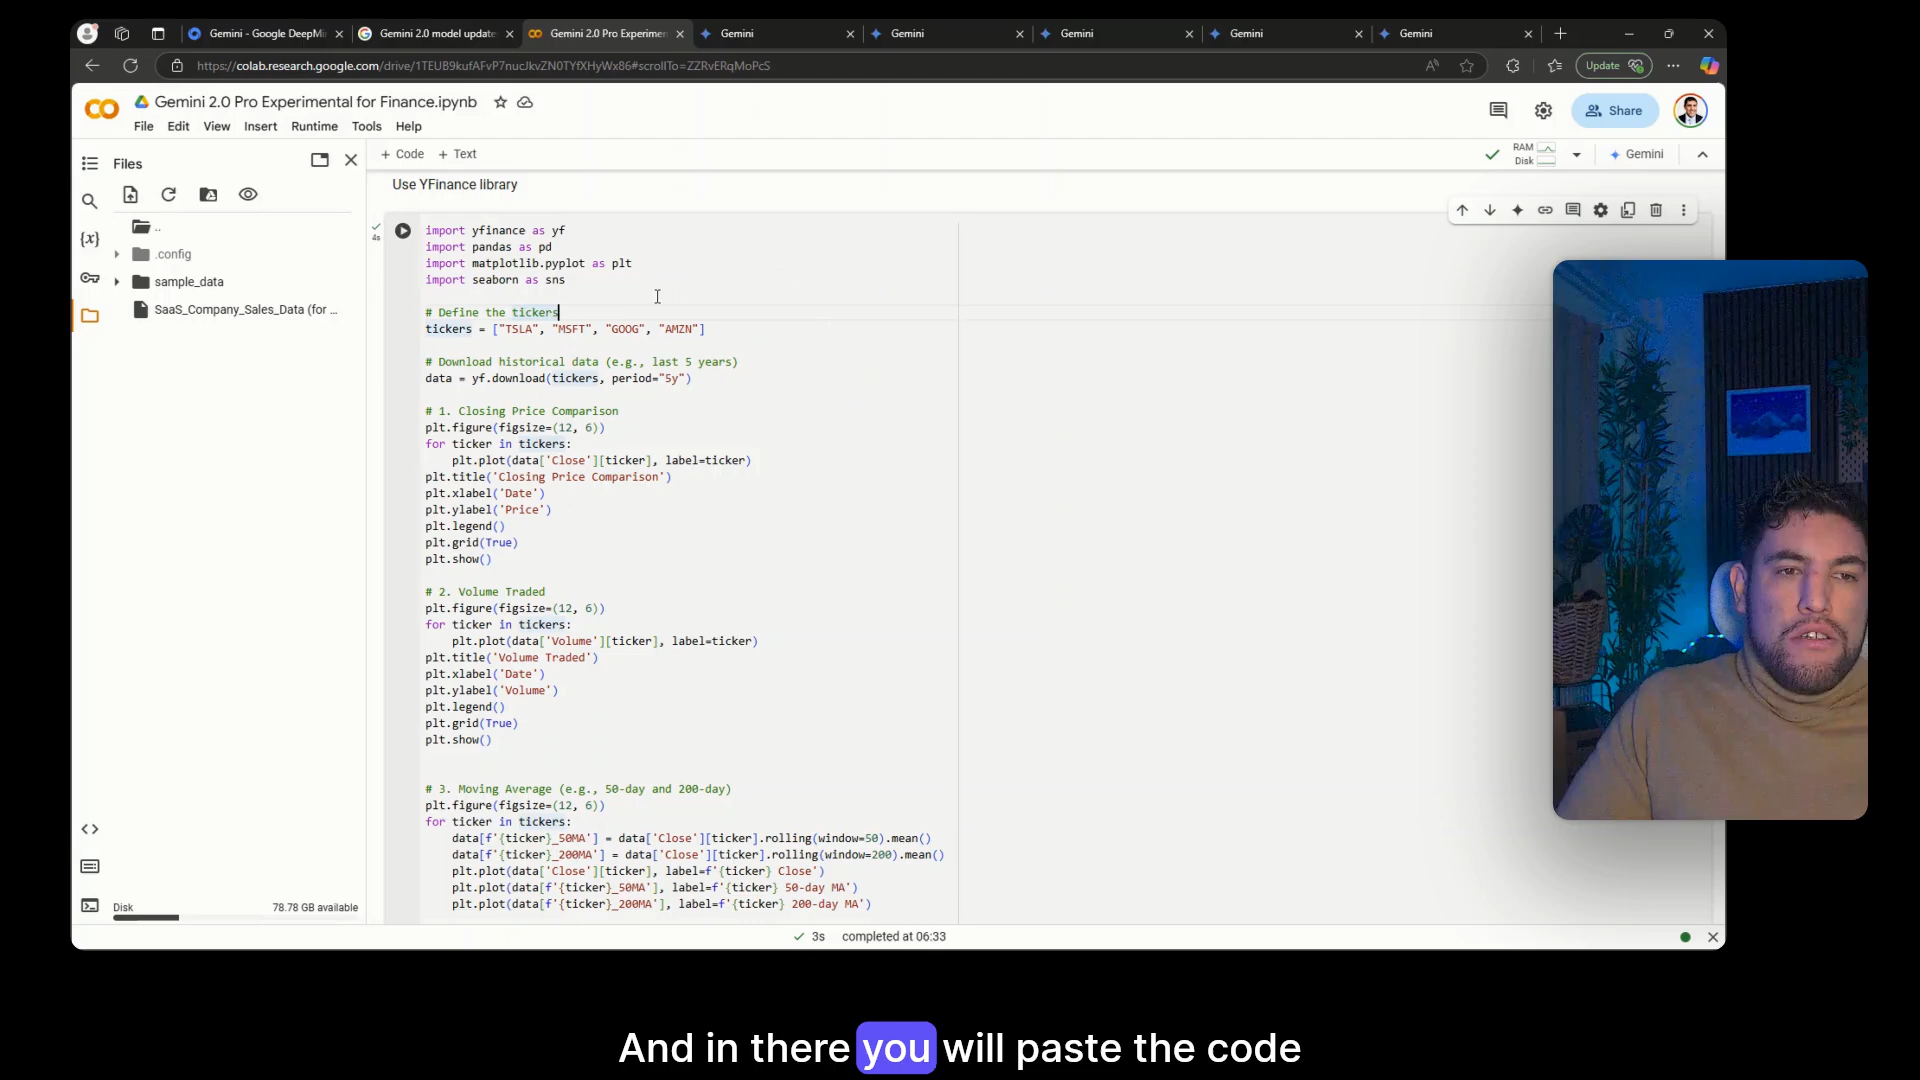 Gemini - Google DeepMi
Gemini 2.0 model update
Gemini 2.0 Pro Experimen
Gemini
Gemini
Gemini
Gemini
Gemini
https://colab.research.google.com/drive/1TEUB9kufAFvP7nucJkvZN0TYfXHyWx86#scrollTo=ZZRvERqMoPcS
Update
Gemini 2.0 Pro Experimental for Finance.ipynb
File Edit View Insert Runtime Tools Help
Share
Files
+ Code + Text
RAM
Disk
Gemini
Use YFinance library
..
.config
sample_data
SaaS_Company_Sales_Data (for ...
4s
import yfinance as yf
import pandas as pd
import matplotlib.pyplot as plt
import seaborn as sns
# Define the tickers
tickers = ["TSLA", "MSFT", "GOOG", "AMZN"]
# Download historical data (e.g., last 5 years)
data = yf.download(tickers, period="5y")
# 1. Closing Price Comparison
plt.figure(figsize=(12, 6))
for ticker in tickers:
plt.plot(data['Close'][ticker], label=ticker)
plt.title('Closing Price Comparison')
plt.xlabel('Date')
plt.ylabel('Price')
plt.legend()
plt.grid(True)
plt.show()
# 2. Volume Traded
plt.figure(figsize=(12, 6))
for ticker in tickers:
plt.plot(data['Volume'][ticker], label=ticker)
plt.title('Volume Traded')
plt.xlabel('Date')
plt.ylabel('Volume')
plt.legend()
plt.grid(True)
plt.show()
# 3. Moving Average (e.g., 50-day and 200-day)
plt.figure(figsize=(12, 6))
for ticker in tickers:
data[f'{ticker}_50MA'] = data['Close'][ticker].rolling(window=50).mean()
data[f'{ticker}_200MA'] = data['Close'][ticker].rolling(window=200).mean()
plt.plot(data['Close'][ticker], label=f'{ticker} Close')
plt.plot(data[f'{ticker}_50MA'], label=f'{ticker} 50-day MA')
plt.plot(data[f'{ticker}_200MA'], label=f'{ticker} 200-day MA')
Disk
78.78 GB available
3s completed at 06:33
And in there you will paste the code